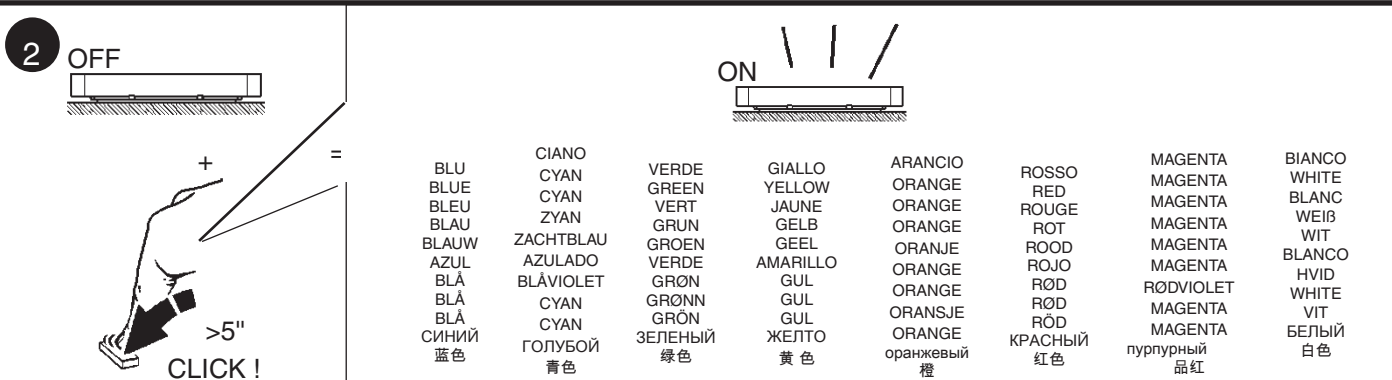 2
OFF
+
=
>5"
CLICK !
ON
BLU
BLUE
BLEU
BLAU
BLAUW
AZUL
BLÅ
BLÅ
BLÅ
СИНИЙ
蓝色
CIANO
CYAN
CYAN
ZYAN
ZACHTBLAU
AZULADO
BLÅVIOLET
CYAN
CYAN
ГОЛУБОЙ
青色
VERDE
GREEN
VERT
GRUN
GROEN
VERDE
GRØN
GRØNN
GRÖN
ЗЕЛЕНЫЙ
绿色
GIALLO
YELLOW
JAUNE
GELB
GEEL
AMARILLO
GUL
GUL
GUL
ЖЕЛТО
黄 色
ARANCIO
ORANGE
ORANGE
ORANGE
ORANJE
ORANGE
ORANGE
ORANSJE
ORANGE
оранжевый
橙
ROSSO
RED
ROUGE
ROT
ROOD
ROJO
RØD
RØD
RÖD
КРАСНЫЙ
红色
MAGENTA
MAGENTA
MAGENTA
MAGENTA
MAGENTA
MAGENTA
RØDVIOLET
MAGENTA
MAGENTA
пурпурный
品红
BIANCO
WHITE
BLANC
WEIß
WIT
BLANCO
HVID
WHITE
VIT
БЕЛЫЙ
白色